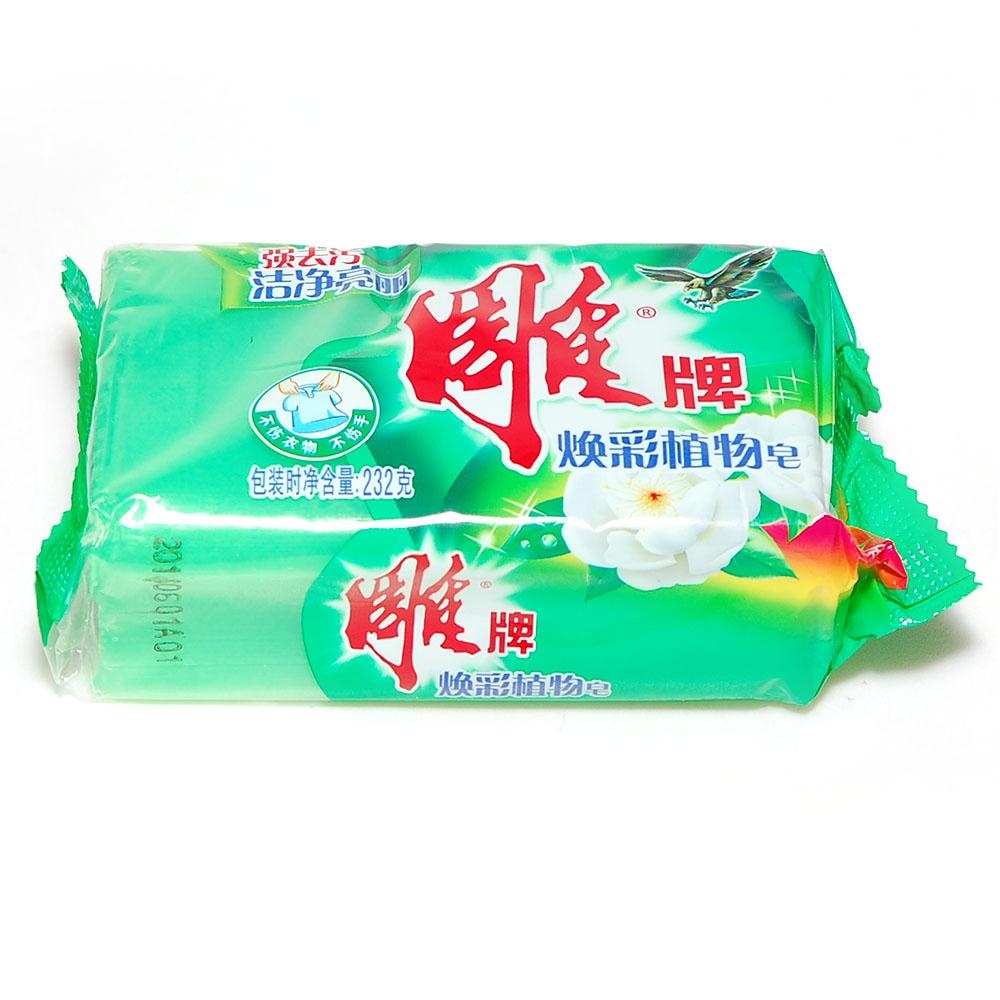 强去污
洁净亮丽
雕®
牌
焕彩植物皂
不伤衣物 不伤手
包装时净含量:232克
雕®
牌
焕彩植物皂
20110601A01